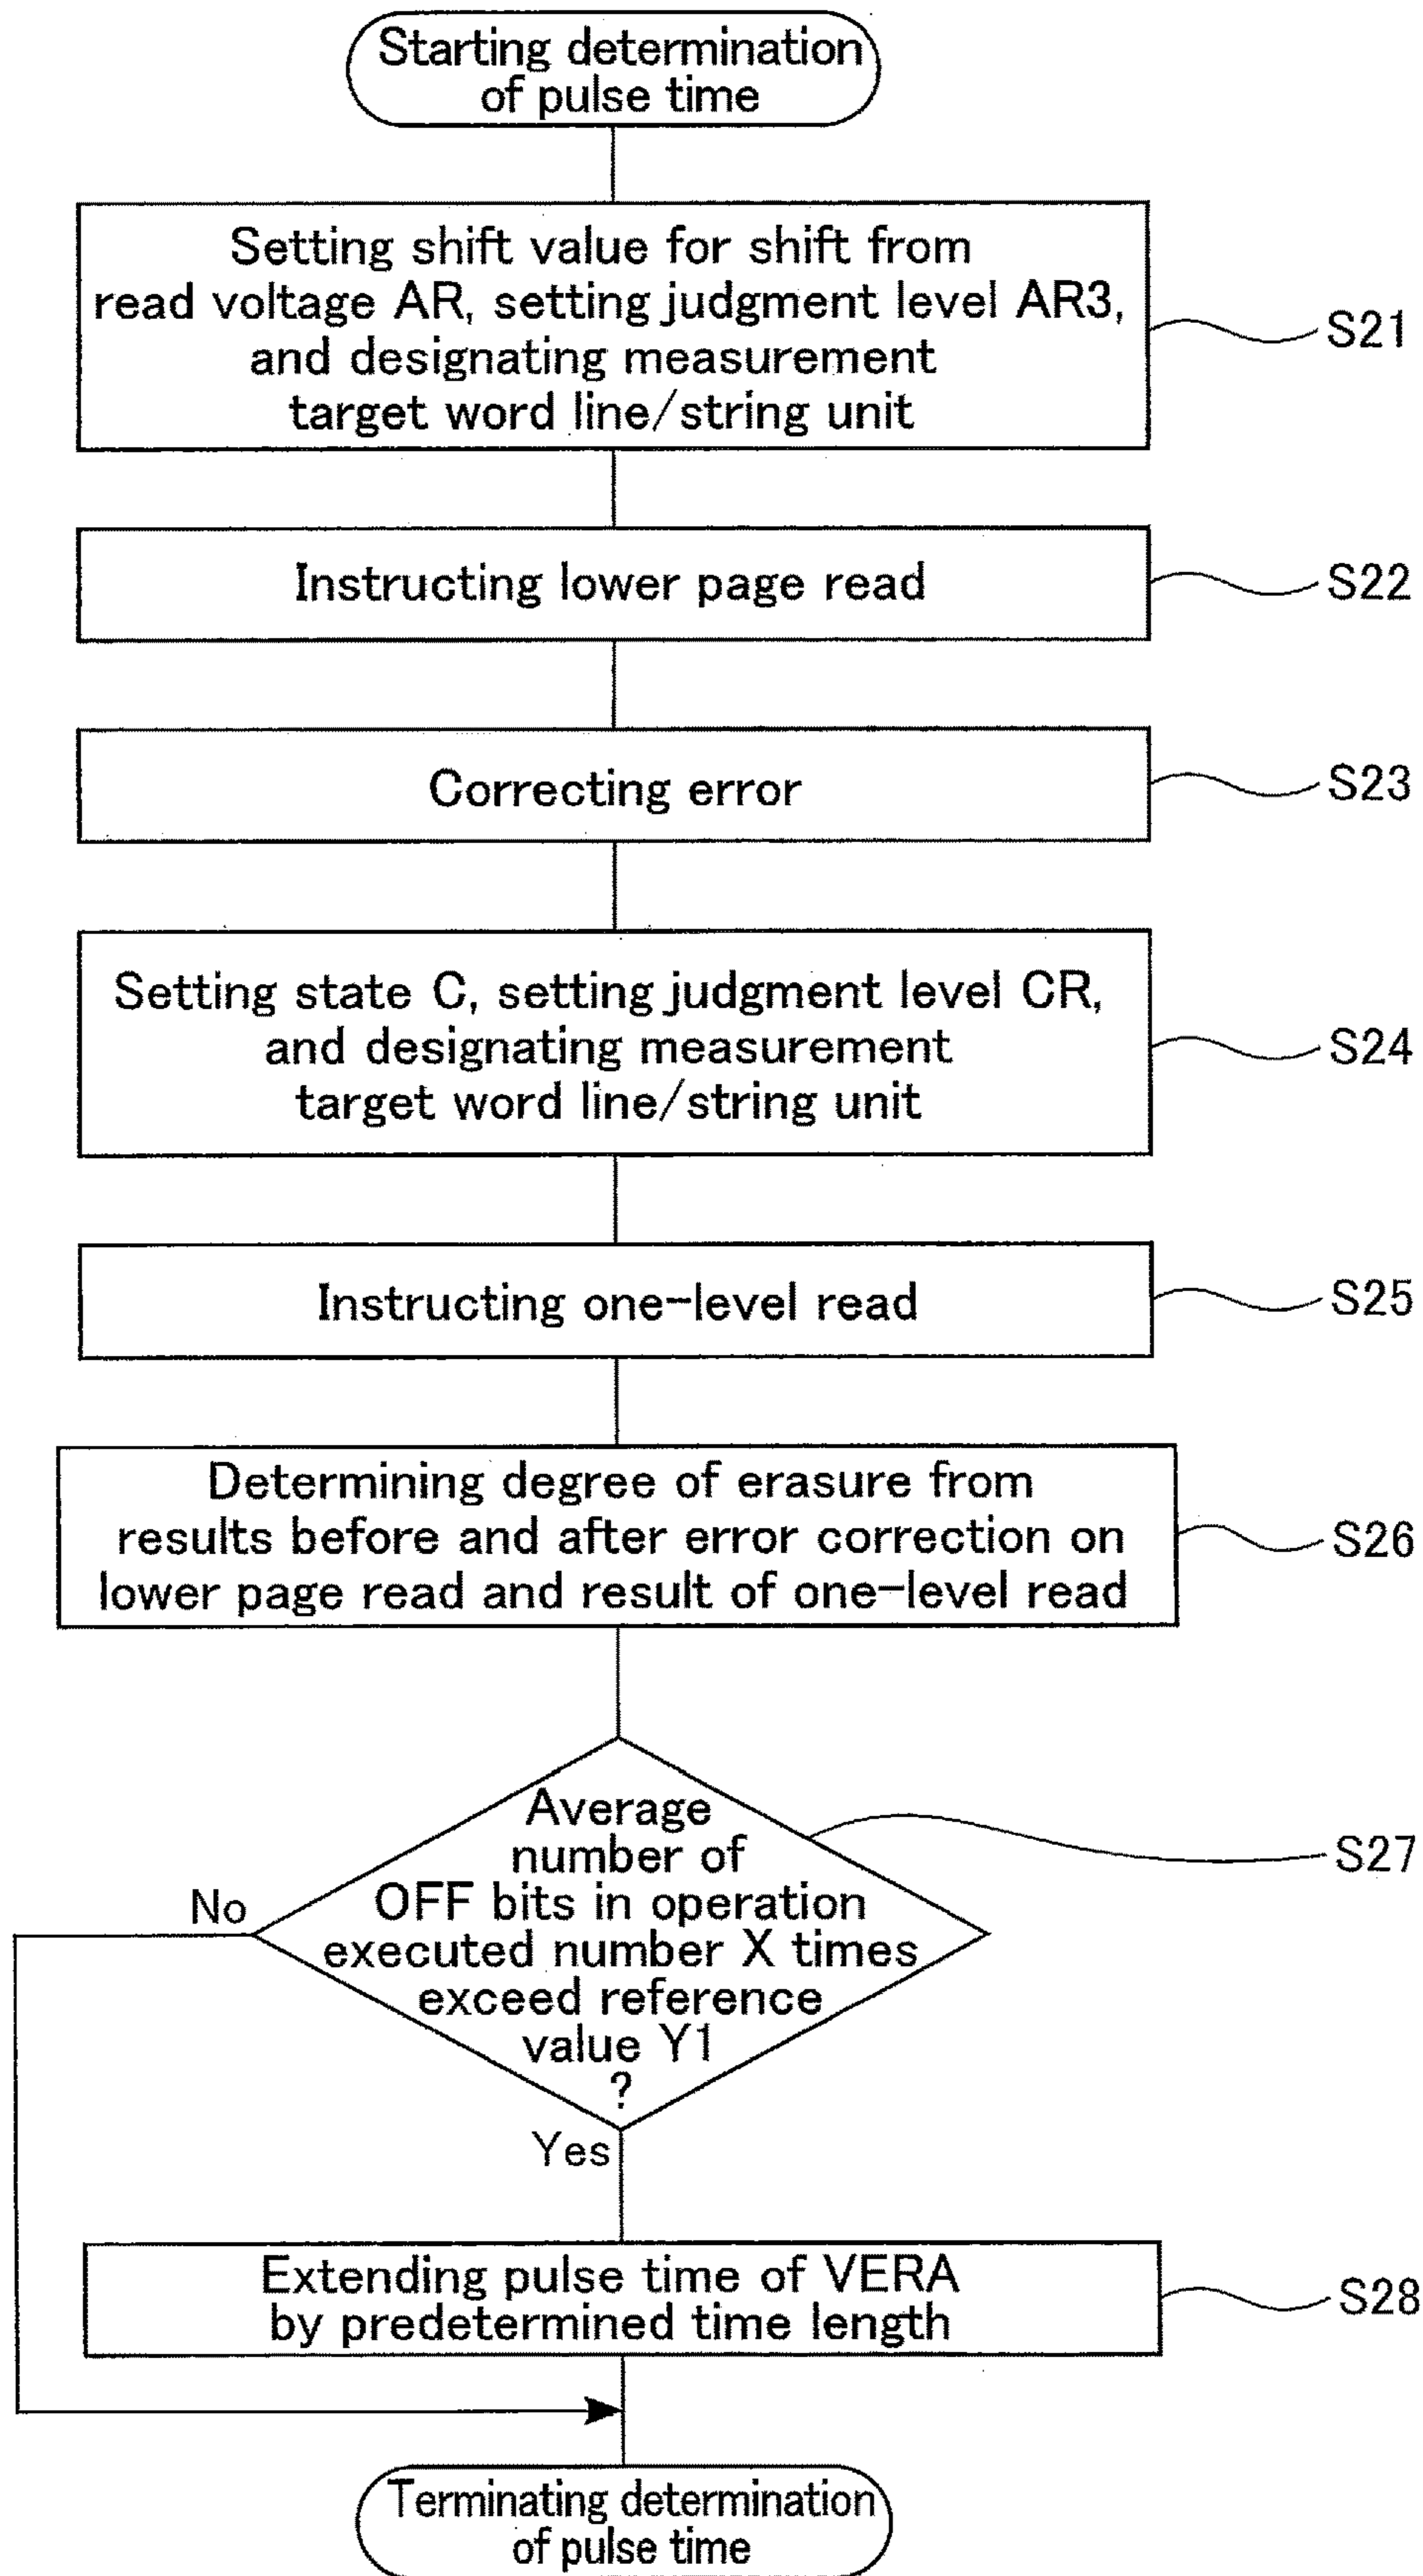 Starting determination
of pulse time
Setting shift value for shift from
read voltage AR, setting judgment level AR3,
and designating measurement
target word line/string unit
S21
Instructing lower page read
S22
Correcting error
S23
Setting state C, setting judgment level CR,
and designating measurement
target word line/string unit
S24
Instructing one-level read
S25
Determining degree of erasure from
results before and after error correction on
lower page read and result of one-level read
S26
Average
number of
OFF bits in operation
executed number X times
exceed reference
value Y1
?
S27
No
Yes
Extending pulse time of VERA
by predetermined time length
S28
Terminating determination
of pulse time